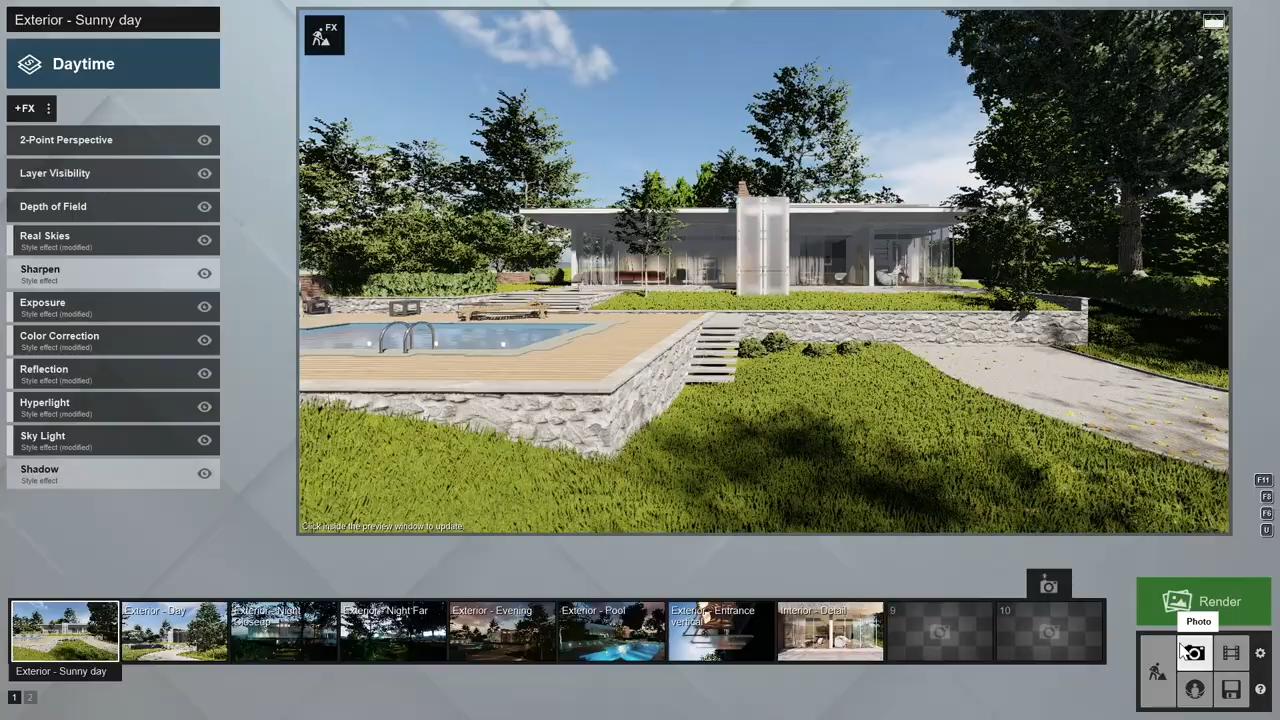 Exterior - Sunny day
Daytime
+FX
2-Point Perspective
Layer Visibility
Depth of Field
Real Skies
Style effect (modified)
Sharpen
Style effect
Exposure
Style effect (modified)
Color Correction
Style effect (modified)
Reflection
Style effect (modified)
Hyperlight
Style effect (modified)
Sky Light
Style effect (modified)
Shadow
Style effect
FX
Click inside the preview window to update.
F11
F8
F6
U
Render
Photo
Exterior - Day
Exterior - Night
Closeup
Exterior - Night Far
Exterior - Evening
Exterior - Pool
Exterior - Entrance
vertical
Interior - Detail
9
10
Exterior - Sunny day
1 2
?